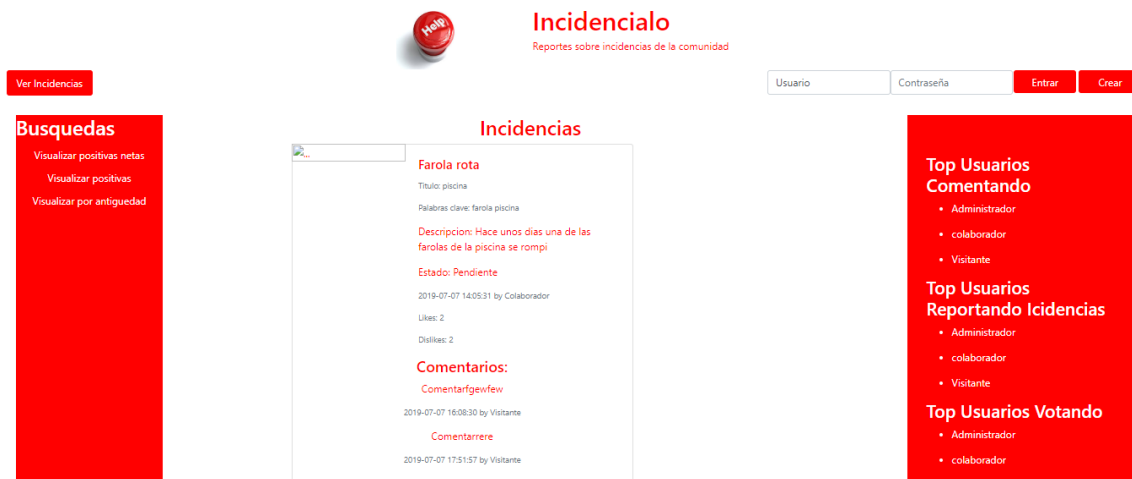 Help
Incidencialo
Reportes sobre incidencias de la comunidad
Ver Incidencias
Usuario
Contraseña
Entrar
Crear
Busquedas
Visualizar positivas netas
Visualizar positivas
Visualizar por antiguedad
Incidencias
...
Farola rota
Titulo: piscina
Palabras clave: farola piscina
Descripcion: Hace unos dias una de las
farolas de la piscina se rompi
Estado: Pendiente
2019-07-07 14:05:31 by Colaborador
Likes: 2
Dislikes: 2
Comentarios:
Comentarfgewfew
2019-07-07 16:08:30 by Visitante
Comentarrere
2019-07-07 17:51:57 by Visitante
Top Usuarios
Comentando
• Administrador
• colaborador
• Visitante
Top Usuarios
Reportando Icidencias
• Administrador
• colaborador
• Visitante
Top Usuarios Votando
• Administrador
• colaborador